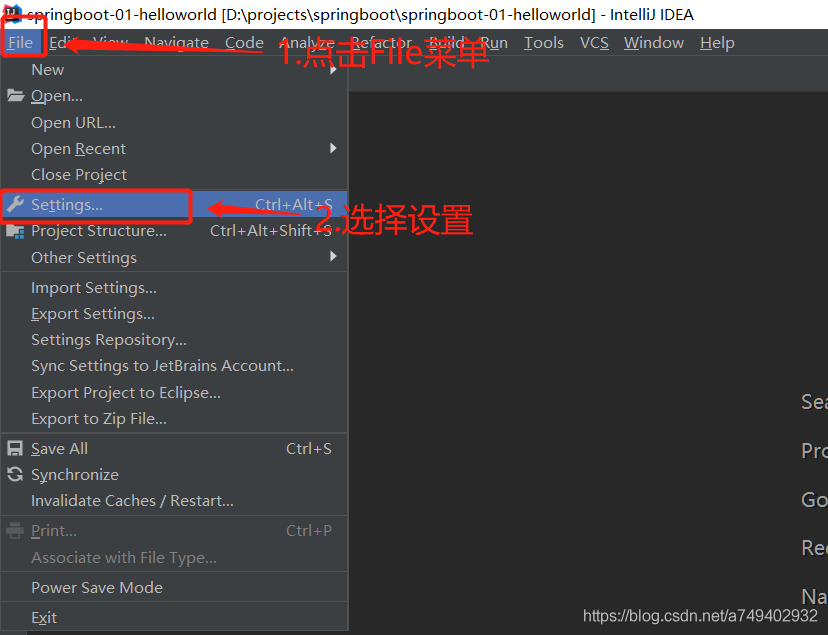 springboot-01-helloworld [D:\projects\springboot\springboot-01-helloworld] - IntelliJ IDEA
File Edit View Navigate Code Analyze Refactor Build Run Tools VCS Window Help
1.点击File菜单
New
Open...
Open URL...
Open Recent
Close Project
Settings... Ctrl+Alt+S
2.选择设置
Project Structure... Ctrl+Alt+Shift+S
Other Settings
Import Settings...
Export Settings...
Settings Repository...
Sync Settings to JetBrains Account...
Export Project to Eclipse...
Export to Zip File...
Sea
Save All Ctrl+S
Pro
Synchronize
Invalidate Caches / Restart...
Go
Print... Ctrl+P
Rec
Associate with File Type...
Power Save Mode
Na
Exit
https://blog.csdn.net/a749402932